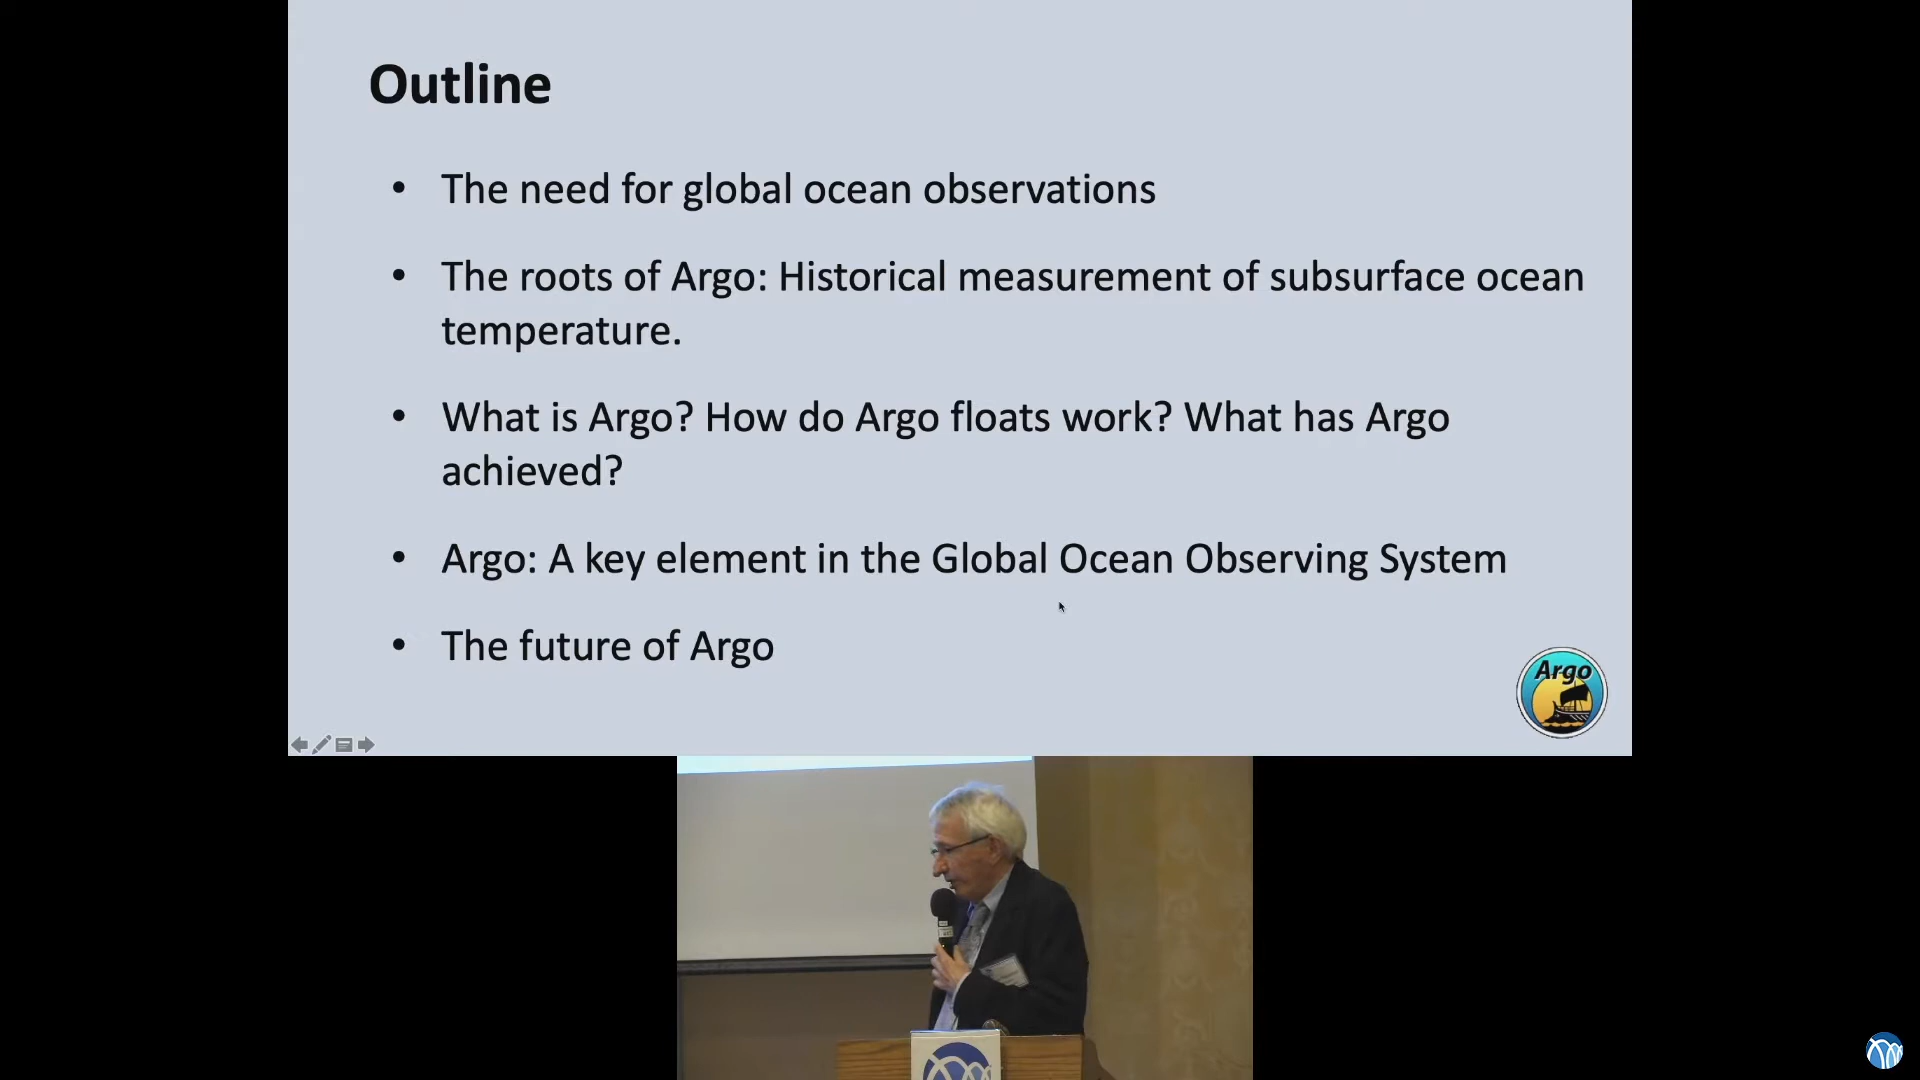 Outline
• The need for global ocean observations
• The roots of Argo: Historical measurement of subsurface ocean
temperature.
• What is Argo? How do Argo floats work? What has Argo
achieved?
• Argo: A key element in the Global Ocean Observing System
• The future of Argo
Argo